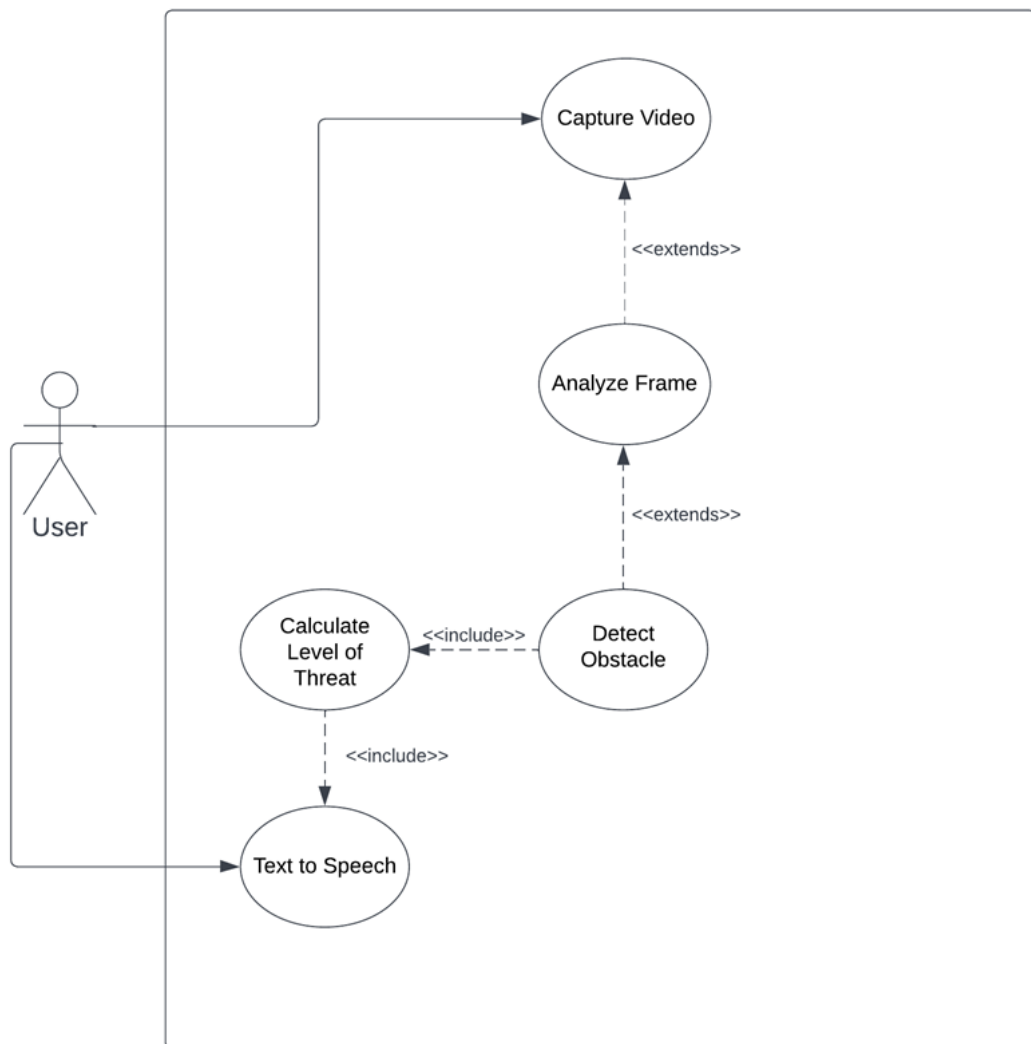 Capture Video
<<extends>>
Analyze Frame
User
<<extends>>
Calculate
Level of
Threat
<<include>>
Detect
Obstacle
<<include>>
Text to Speech